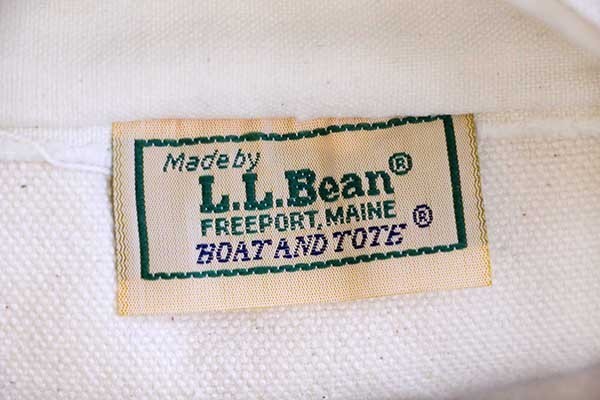 Made by
L.L.Bean®
FREEPORT, MAINE
BOAT AND TOTE®